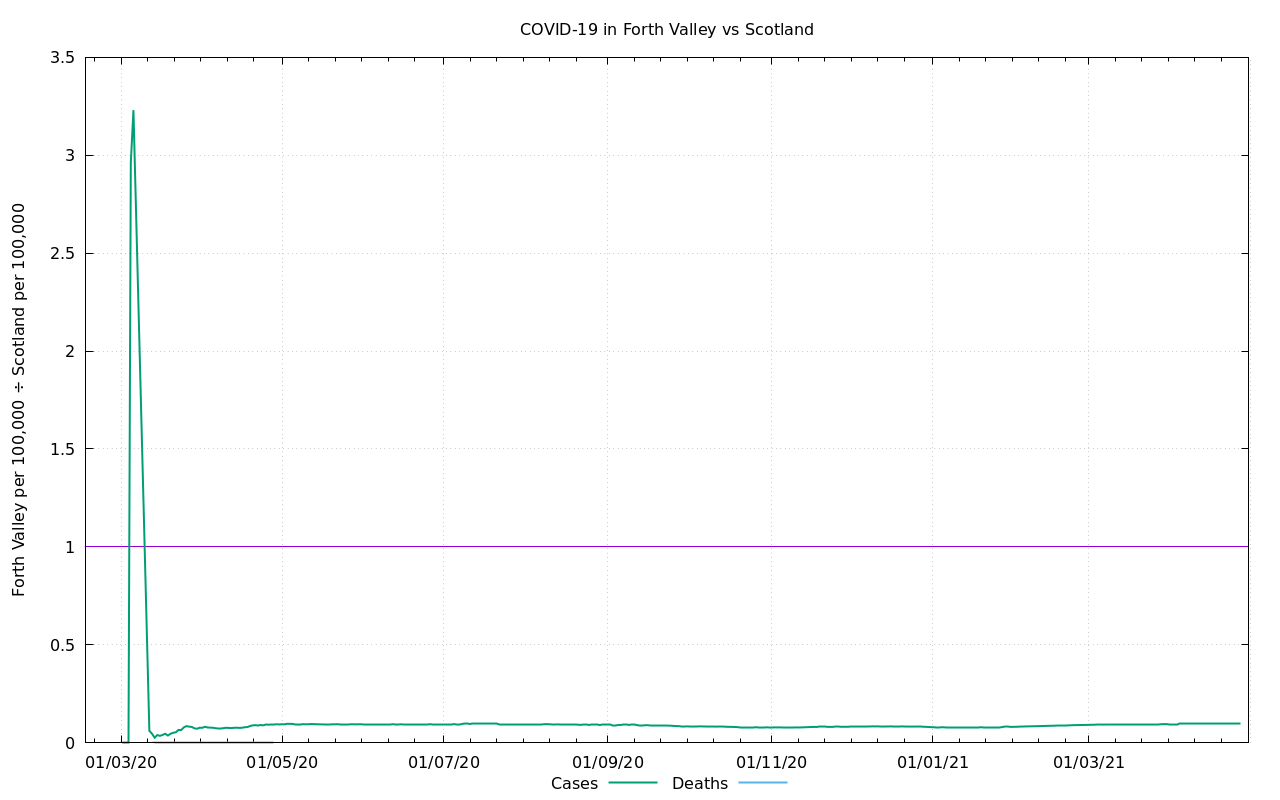 COVID-19 in Forth Valley vs Scotland
Forth Valley per 100,000 ÷ Scotland per 100,000
3.5
3
2.5
2
1.5
1
0.5
0
01/03/20 01/05/20 01/07/20 01/09/20 01/11/20 01/01/21 01/03/21
Cases Deaths